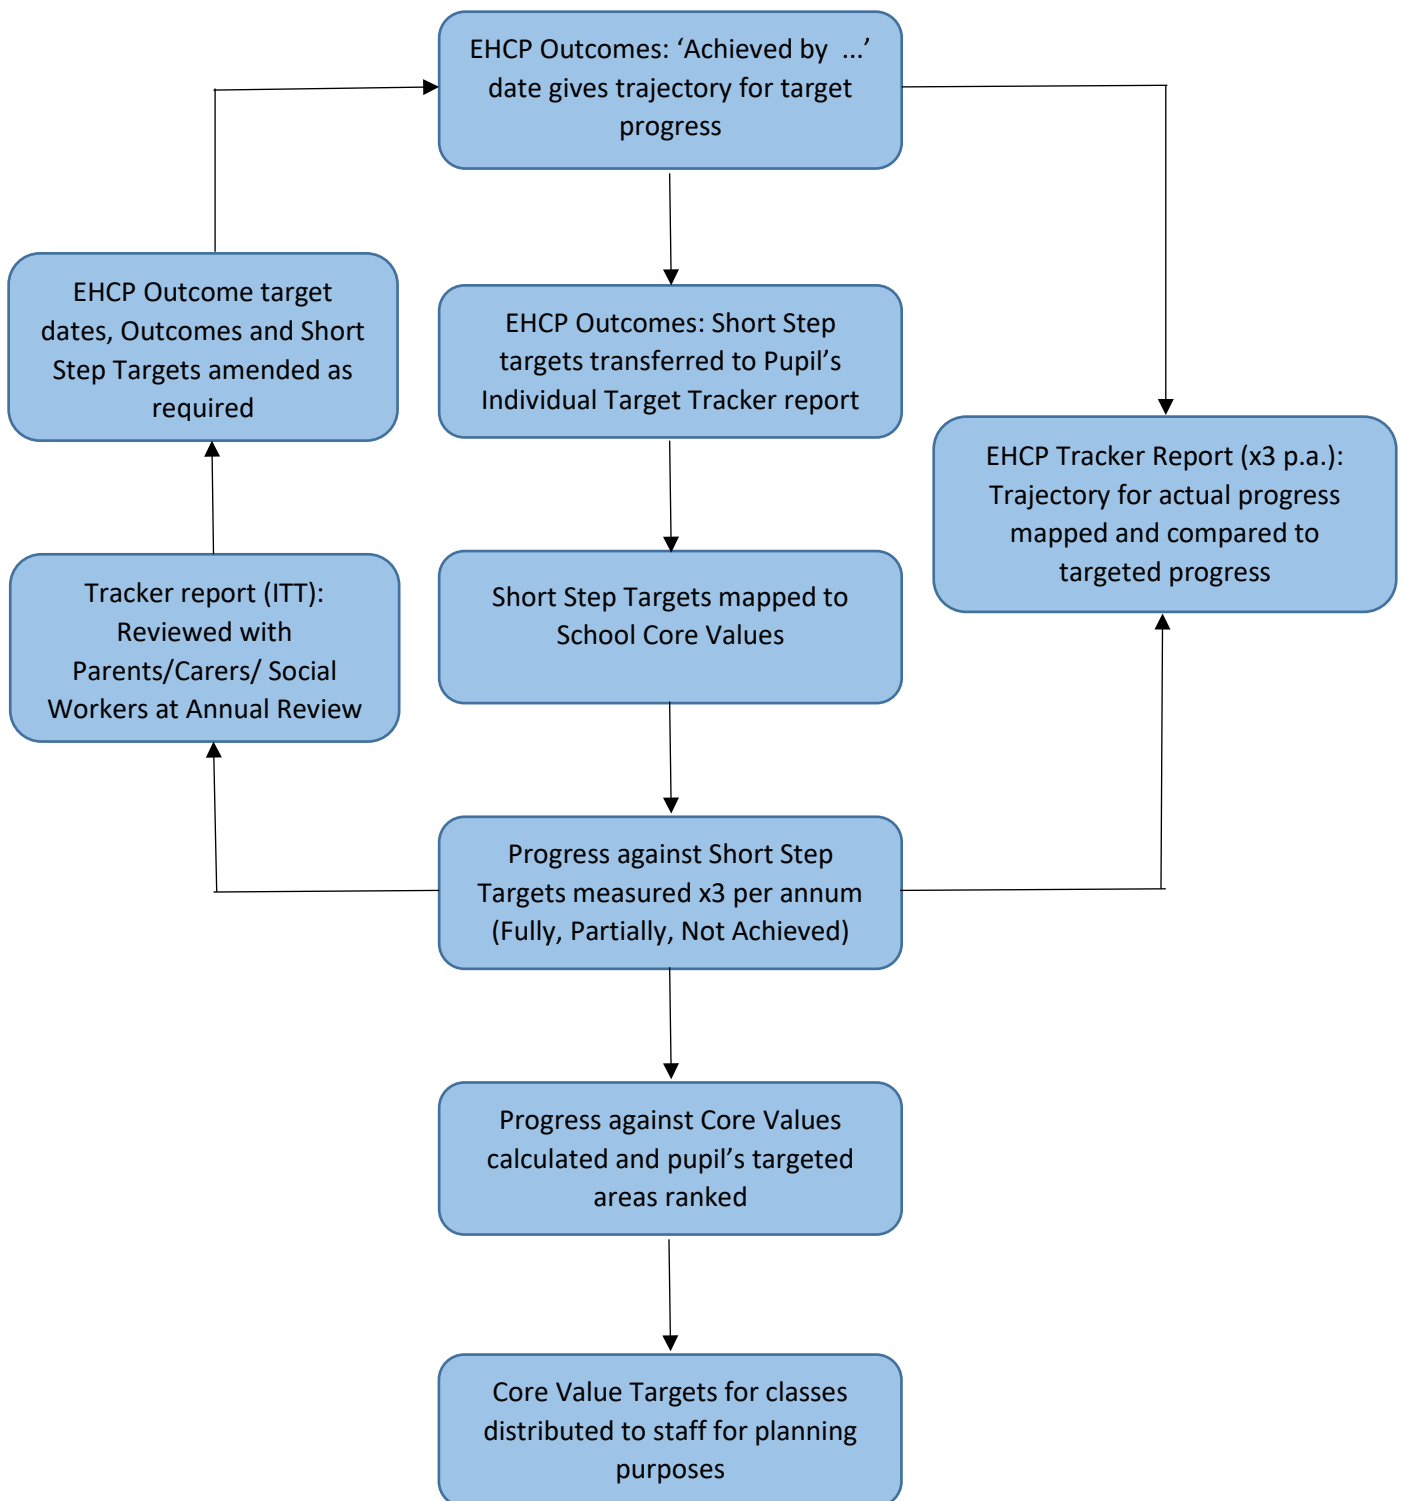 EHCP Outcomes: ‘Achieved by  ...’
date gives trajectory for target
progress
EHCP Outcome target
dates, Outcomes and Short
Step Targets amended as
required
EHCP Outcomes: Short Step
targets transferred to Pupil’s
Individual Target Tracker report
EHCP Tracker Report (x3 p.a.):
Trajectory for actual progress
mapped and compared to
targeted progress
Tracker report (ITT):
Reviewed with
Parents/Carers/ Social
Workers at Annual Review
Short Step Targets mapped to
School Core Values
Progress against Short Step
Targets measured x3 per annum
(Fully, Partially, Not Achieved)
Progress against Core Values
calculated and pupil’s targeted
areas ranked
Core Value Targets for classes
distributed to staff for planning
purposes